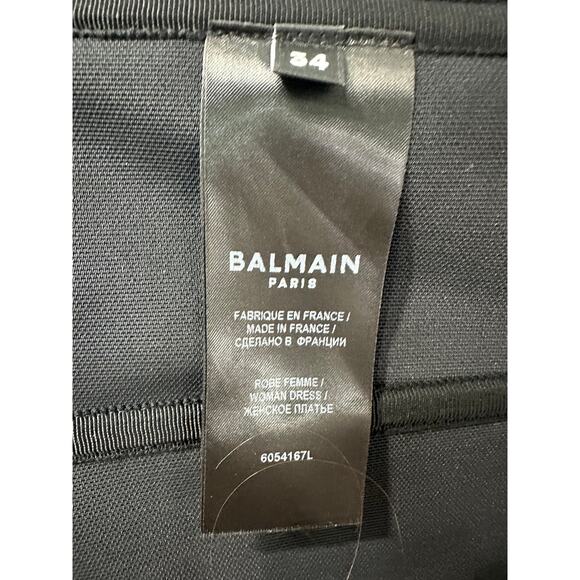 34
BALMAIN
PARIS
FABRIQUE EN FRANCE /
MADE IN FRANCE /
СДЕЛАНО В ФРАНЦИИ
ROBE FEMME /
WOMAN DRESS /
ЖЕНСКОЕ ПЛАТЬЕ
6054167L